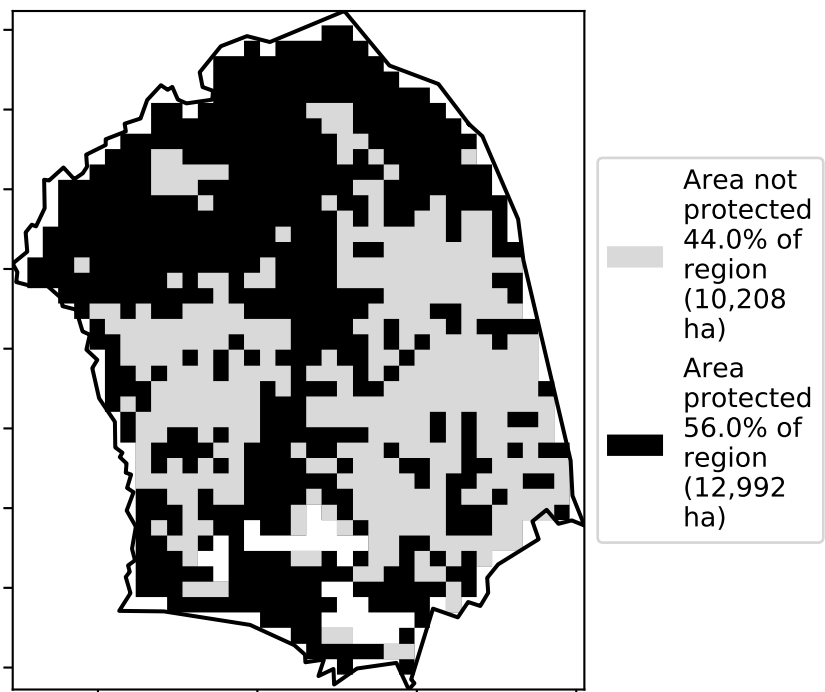 Area not
protected
44.0% of
region
(10,208
ha)
Area
protected
56.0% of
region
(12,992
ha)